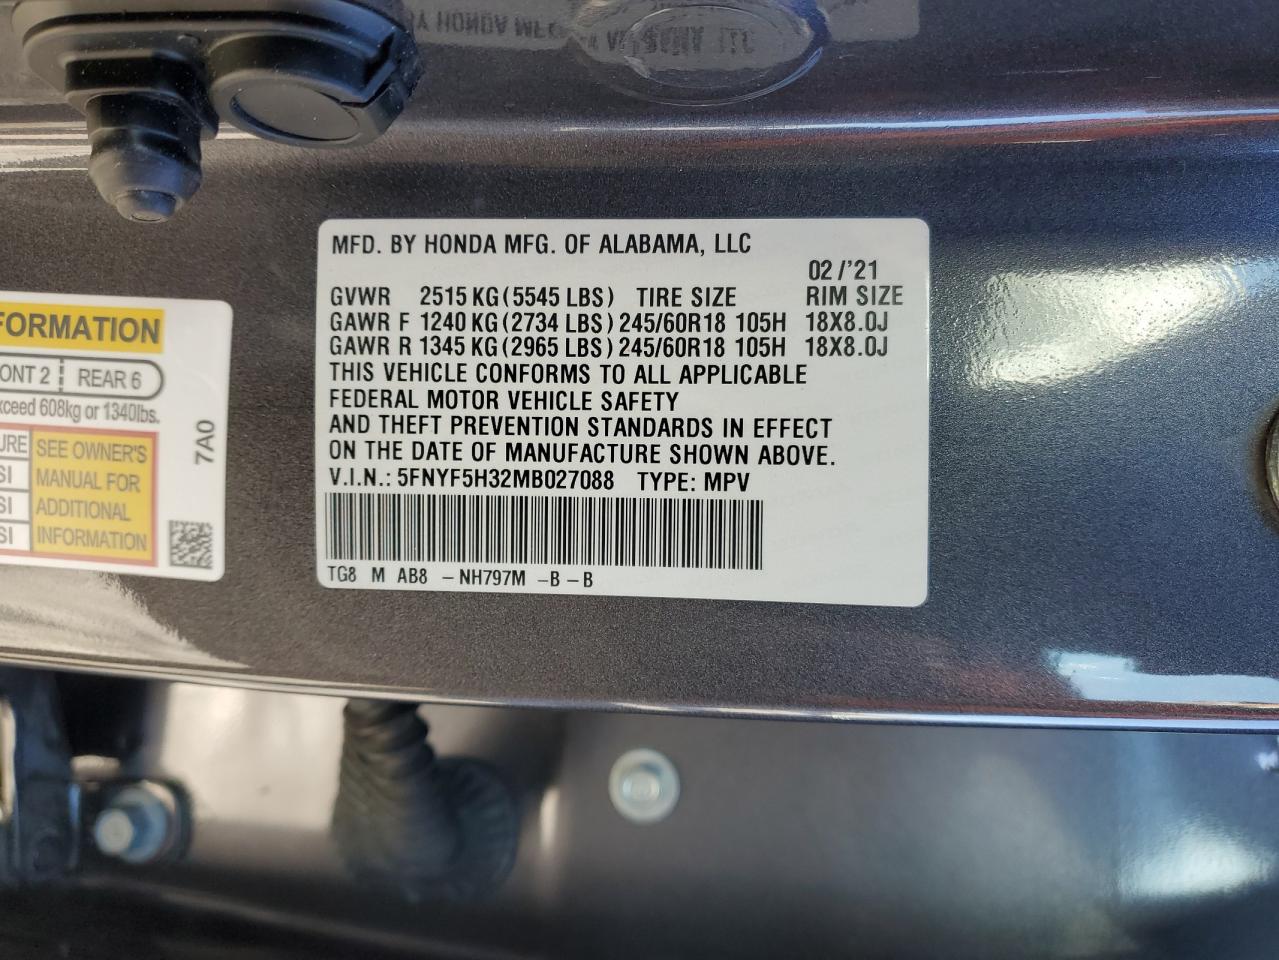 MFD. BY HONDA MFG. OF ALABAMA, LLC
02/'21
GVWR 2515 KG (5545 LBS) TIRE SIZE RIM SIZE
GAWR F 1240 KG (2734 LBS) 245/60R18 105H 18X8.0J
GAWR R 1345 KG (2965 LBS) 245/60R18 105H 18X8.0J
THIS VEHICLE CONFORMS TO ALL APPLICABLE
FEDERAL MOTOR VEHICLE SAFETY
AND THEFT PREVENTION STANDARDS IN EFFECT
ON THE DATE OF MANUFACTURE SHOWN ABOVE.
V.I.N.: 5FNYF5H32MB027088 TYPE: MPV
TG8 M AB8 - NH797M - B - B
FORMATION
ONT 2 REAR 6
xceed 608kg or 1340lbs.
URE SEE OWNER'S
SI MANUAL FOR
SI ADDITIONAL
SI INFORMATION
7A0